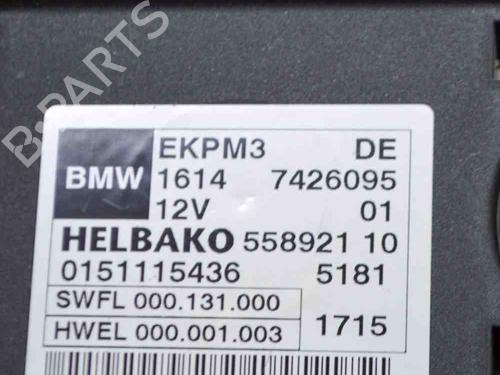 B-PARTS
BMW
EKPM3 DE
1614 7426095
12V 01
HELBAKO 558921 10
0151115436 5181
SWFL 000.131.000
HWEL 000.001.003
1715